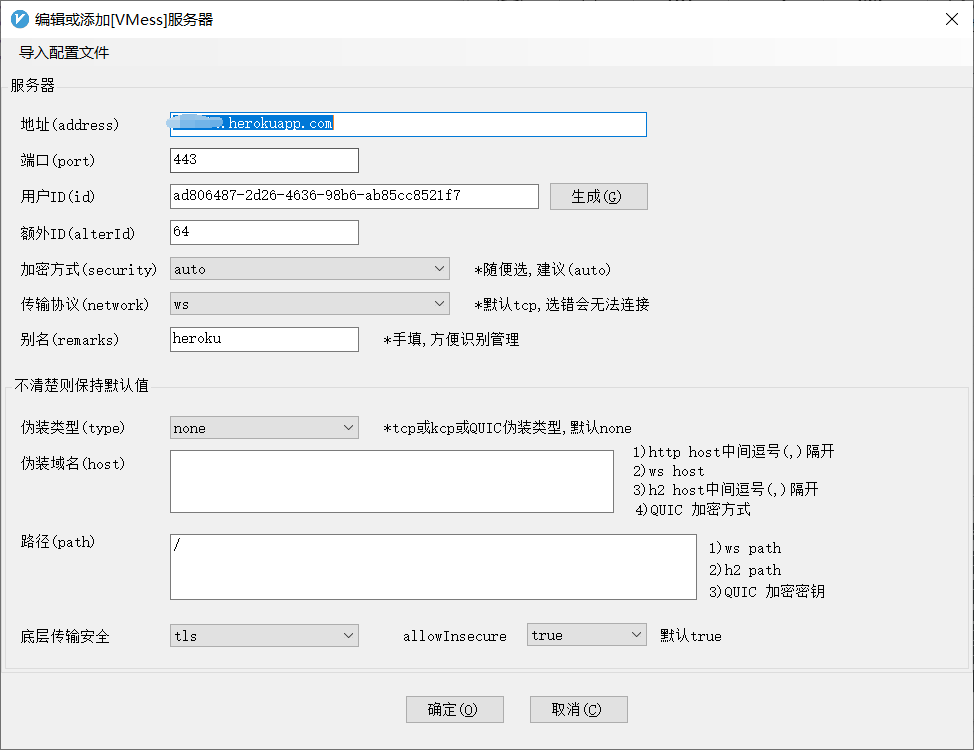 编辑或添加[VMess]服务器
导入配置文件
服务器
地址(address) .herokuapp.com
端口(port) 443
用户ID(id) ad806487-2d26-4636-98b6-ab85cc8521f7 生成(G)
额外ID(alterId) 64
加密方式(security) auto *随便选,建议(auto)
传输协议(network) ws *默认tcp,选错会无法连接
别名(remarks) heroku *手填,方便识别管理
不清楚则保持默认值
伪装类型(type) none *tcp或kcp或QUIC伪装类型,默认none
伪装域名(host)
1)http host中间逗号(,)隔开
2)ws host
3)h2 host中间逗号(,)隔开
4)QUIC 加密方式
路径(path) /
1)ws path
2)h2 path
3)QUIC 加密密钥
底层传输安全 tls allowInsecure true 默认true
确定(O) 取消(C)